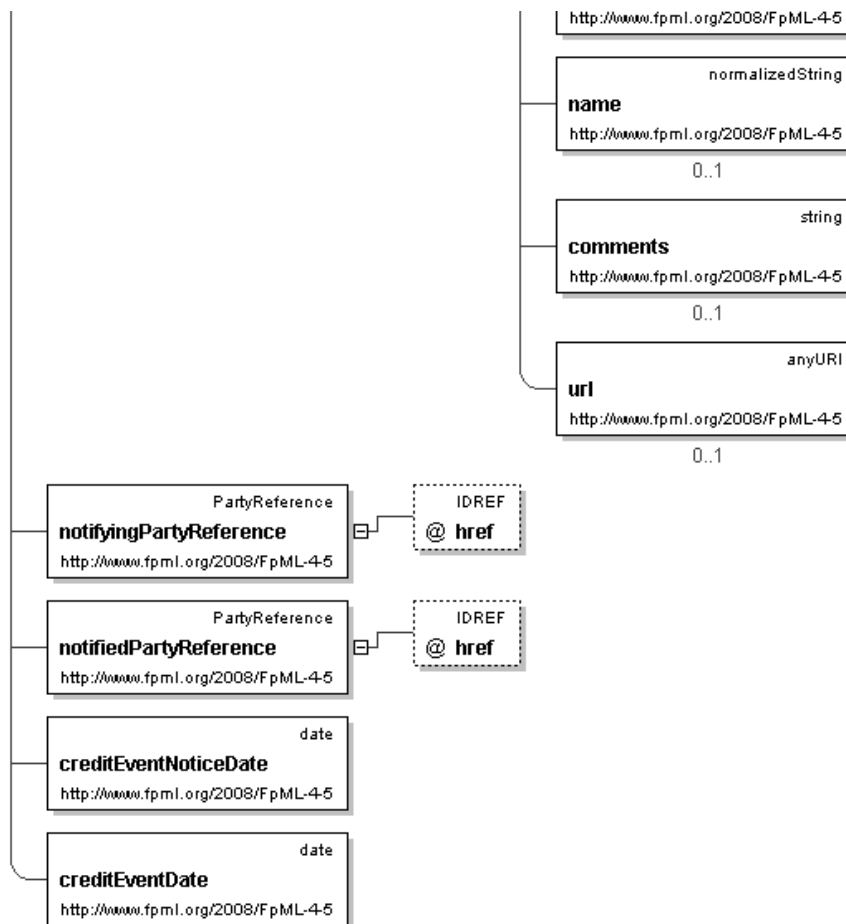 http://www.fpml.org/2008/FpML-4-5
normalizedString
name
http://www.fpml.org/2008/FpML-4-5
0..1
string
comments
http://www.fpml.org/2008/FpML-4-5
0..1
anyURI
url
http://www.fpml.org/2008/FpML-4-5
0..1
PartyReference
notifyingPartyReference
http://www.fpml.org/2008/FpML-4-5
IDREF
@ href
PartyReference
notifiedPartyReference
http://www.fpml.org/2008/FpML-4-5
IDREF
@ href
date
creditEventNoticeDate
http://www.fpml.org/2008/FpML-4-5
date
creditEventDate
http://www.fpml.org/2008/FpML-4-5